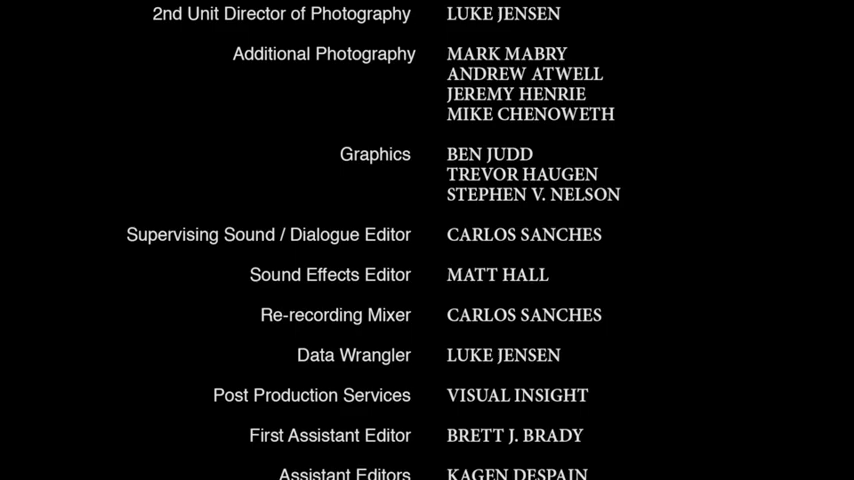 2nd Unit Director of Photography LUKE JENSEN
Additional Photography MARK MABRY
ANDREW ATWELL
JEREMY HENRIE
MIKE CHENOWETH
Graphics BEN JUDD
TREVOR HAUGEN
STEPHEN V. NELSON
Supervising Sound / Dialogue Editor CARLOS SANCHES
Sound Effects Editor MATT HALL
Re-recording Mixer CARLOS SANCHES
Data Wrangler LUKE JENSEN
Post Production Services VISUAL INSIGHT
First Assistant Editor BRETT J. BRADY
Assistant Editors KAGEN DESPAIN